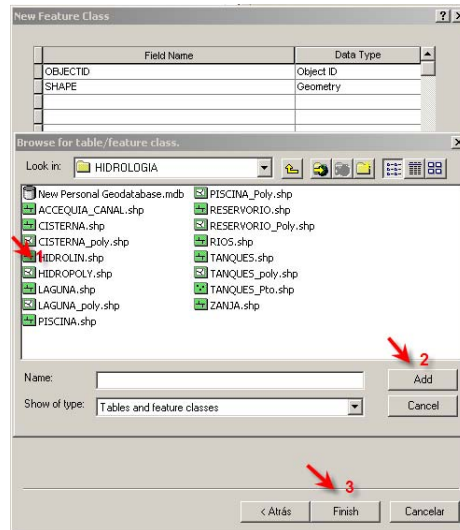 New Feature Class
Field Name Data Type
OBJECTID Object ID
SHAPE Geometry
Browse for table/feature class.
Look in: HIDROLOGIA
New Personal Geodatabase.mdb PISCINA_Poly.shp
ACCEQUIA_CANAL.shp RESERVORIO.shp
CISTERNA.shp RESERVORIO_Poly.shp
CISTERNA_poly.shp RIOS.shp
1 HIDROLIN.shp TANQUES.shp
HIDROPOLY.shp TANQUES_poly.shp
LAGUNA.shp TANQUES_Pto.shp
LAGUNA_poly.shp ZANJA.shp
PISCINA.shp
2
Name: Add
Show of type: Tables and feature classes Cancel
3
< Atrás Finish Cancelar